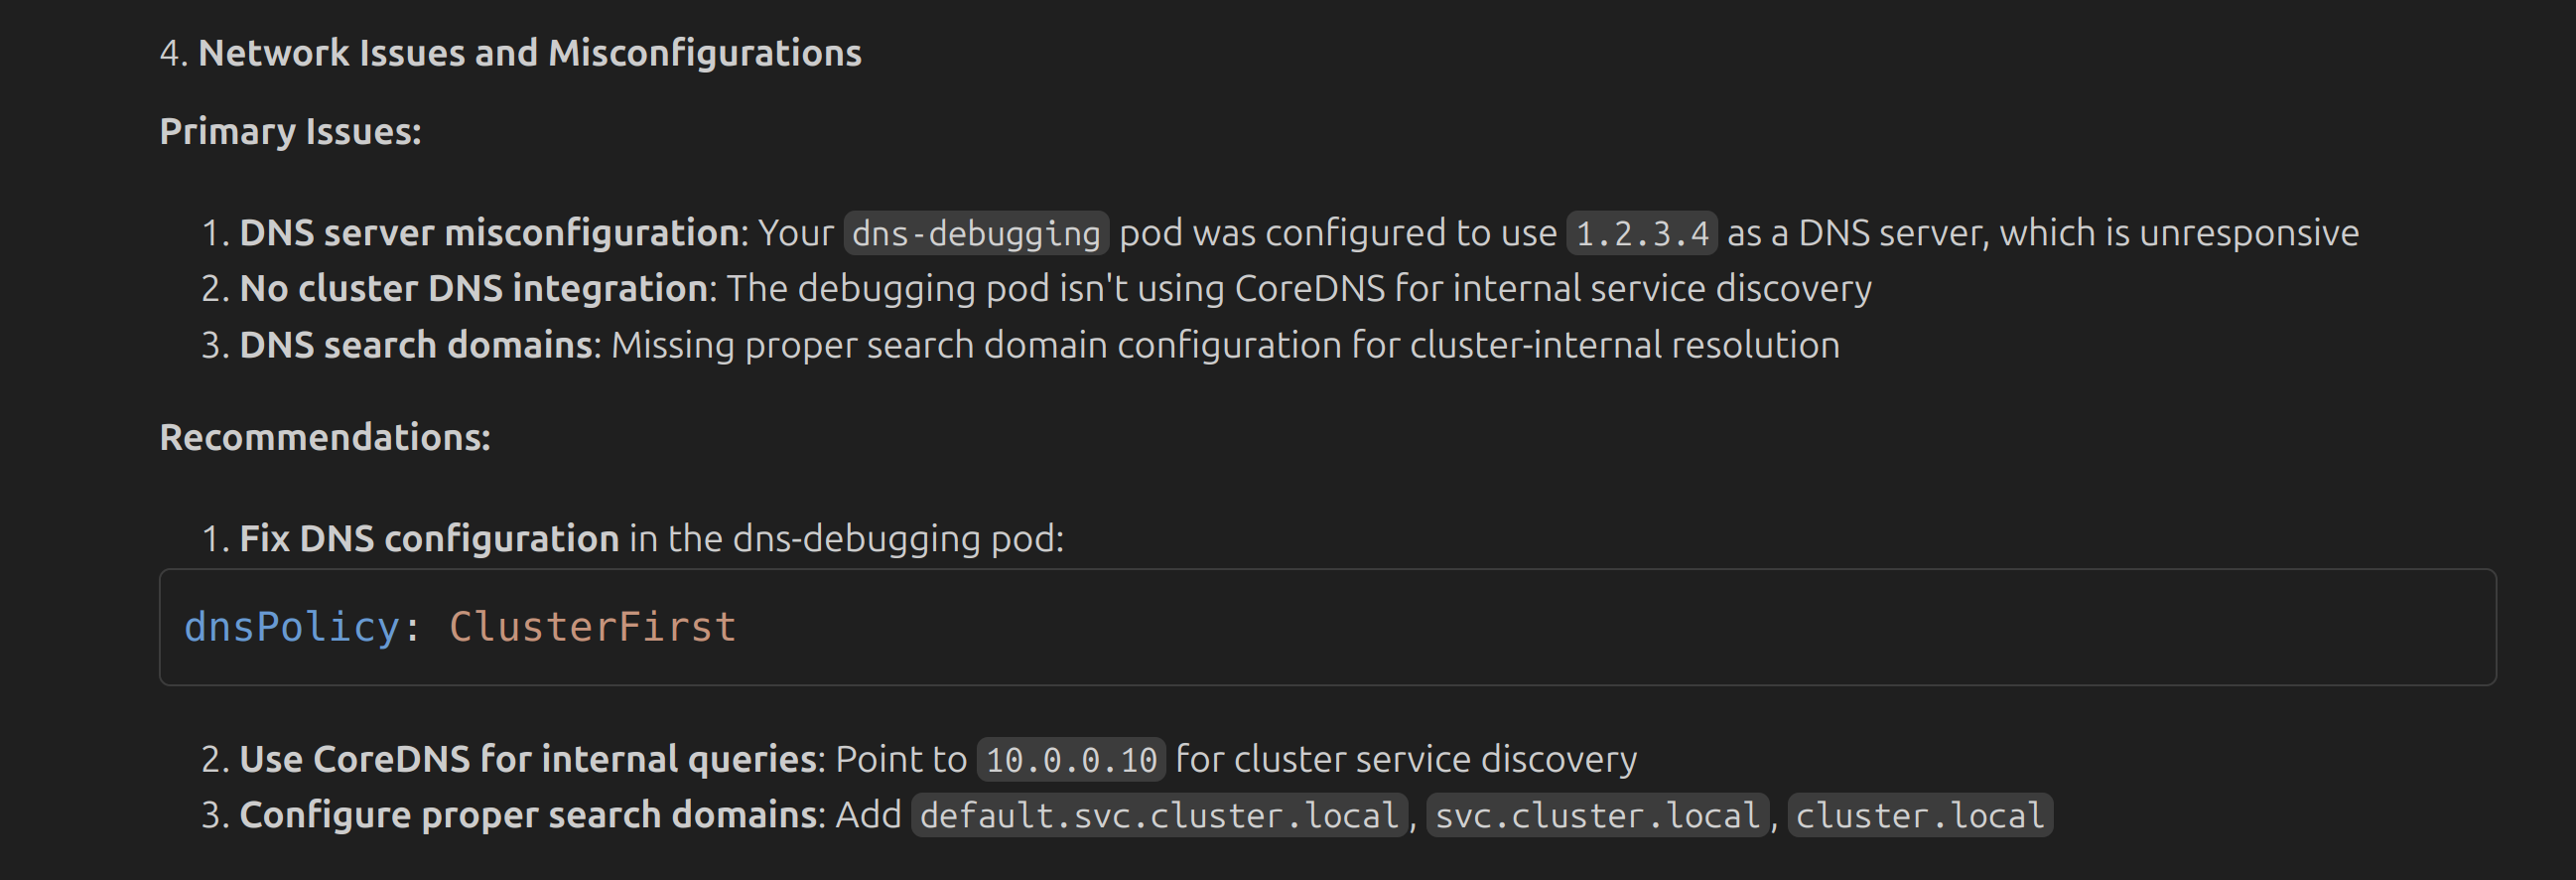 4. Network Issues and Misconfigurations
Primary Issues:
1. DNS server misconfiguration: Your dns-debugging pod was configured to use 1.2.3.4 as a DNS server, which is unresponsive
2. No cluster DNS integration: The debugging pod isn't using CoreDNS for internal service discovery
3. DNS search domains: Missing proper search domain configuration for cluster-internal resolution
Recommendations:
1. Fix DNS configuration in the dns-debugging pod:
dnsPolicy: ClusterFirst
2. Use CoreDNS for internal queries: Point to 10.0.0.10 for cluster service discovery
3. Configure proper search domains: Add default.svc.cluster.local, svc.cluster.local, cluster.local